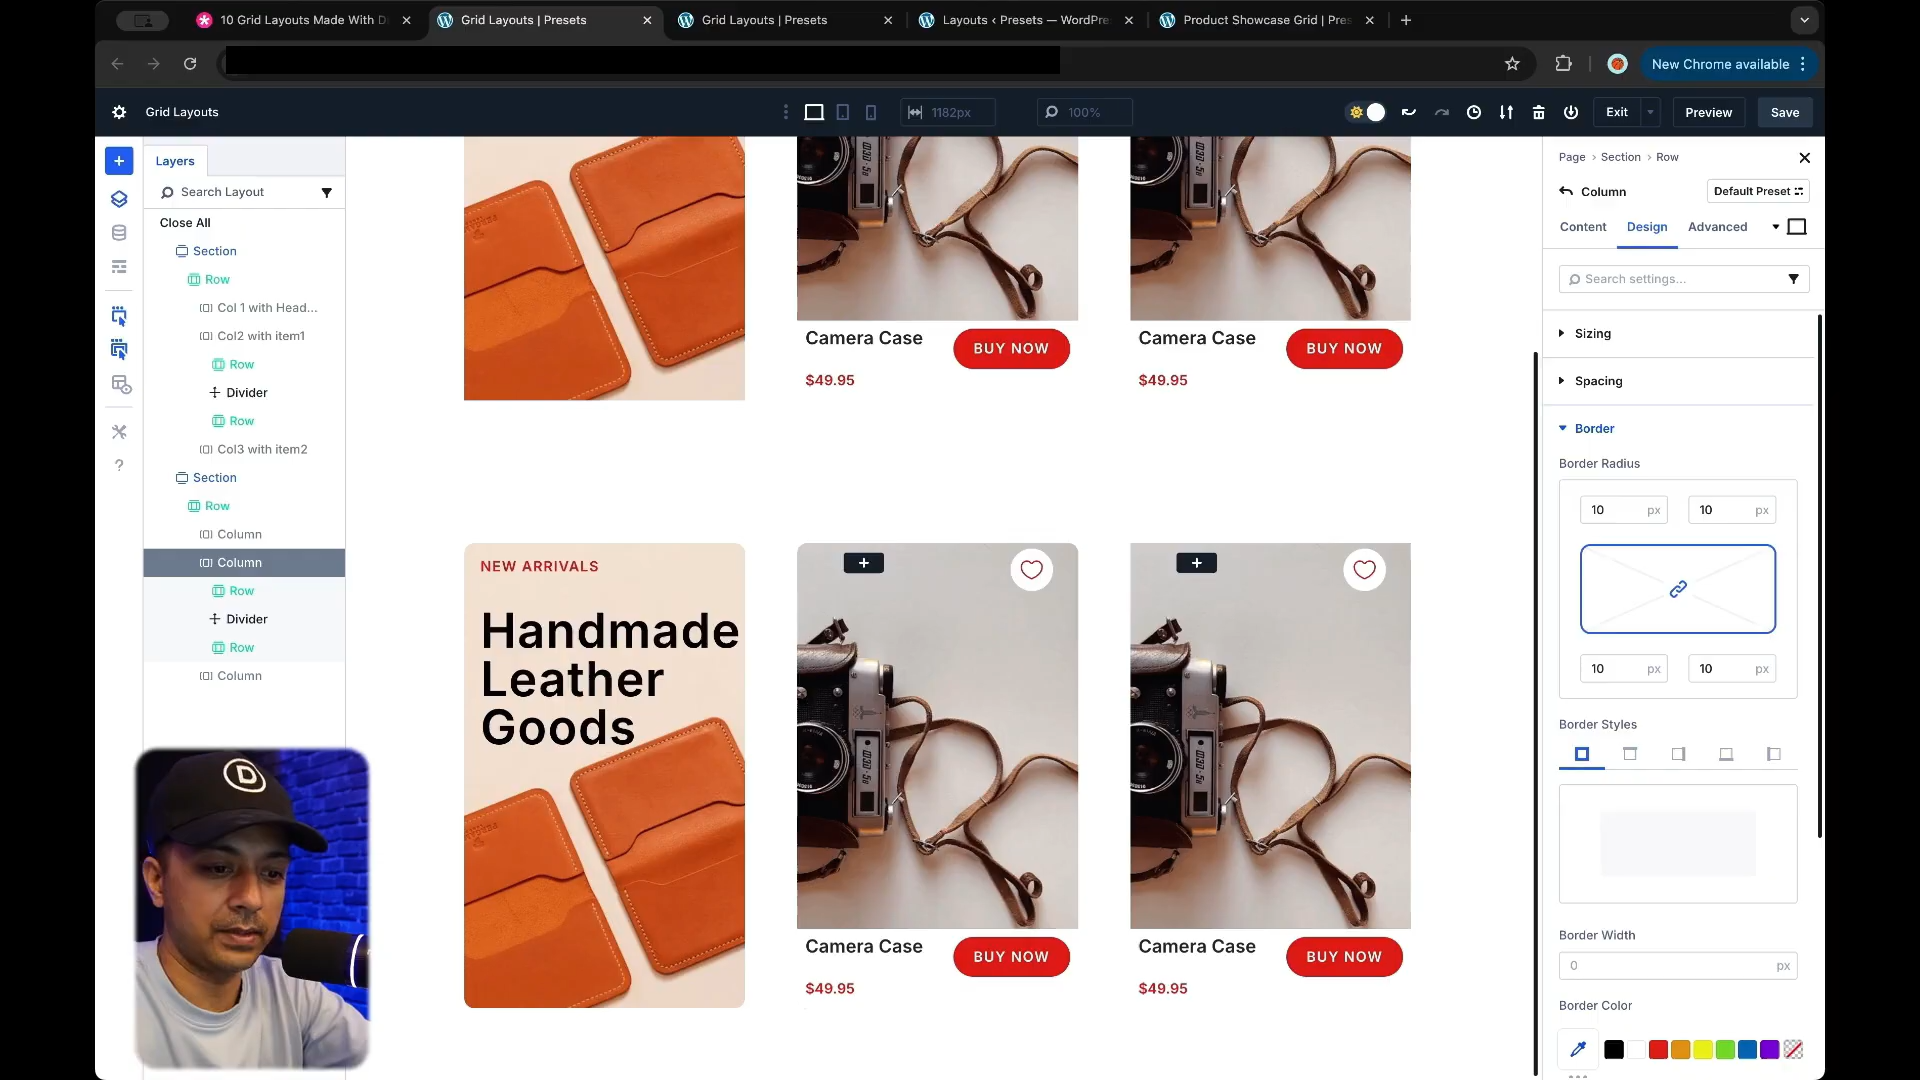 10 Grid Layouts Made With Di
Grid Layouts | Presets
Grid Layouts | Presets
Layouts ‹ Presets — WordPre
Product Showcase Grid | Pres
New Chrome available
Grid Layouts
1182px
100%
Exit
Preview
Save
Layers
Search Layout
Close All
Section
Row
Col 1 with Head...
Col2 with item1
Row
Divider
Row
Col3 with item2
Section
Row
Column
Column
Row
Divider
Row
Column
Camera Case
BUY NOW
$49.95
Camera Case
BUY NOW
$49.95
NEW ARRIVALS
Handmade
Leather
Goods
Camera Case
BUY NOW
$49.95
Camera Case
BUY NOW
$49.95
Page › Section › Row
Column
Default Preset
Content
Design
Advanced
Search settings...
Sizing
Spacing
Border
Border Radius
10 px
10 px
10 px
10 px
Border Styles
Border Width
0 px
Border Color